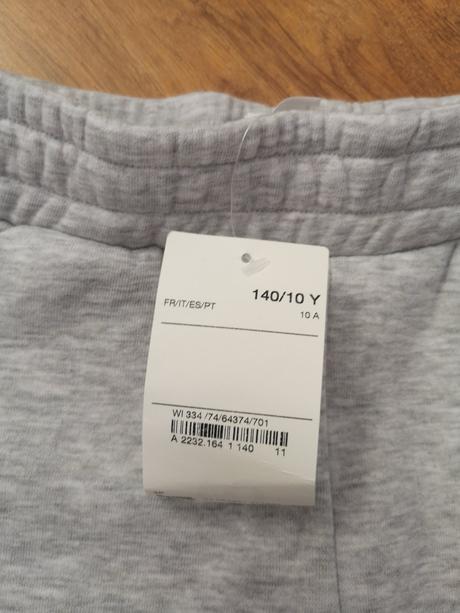 140/10 Y
FR/IT/ES/PT 10 A
WI 334 /74/64374/701
A 2232.164 1 140 11